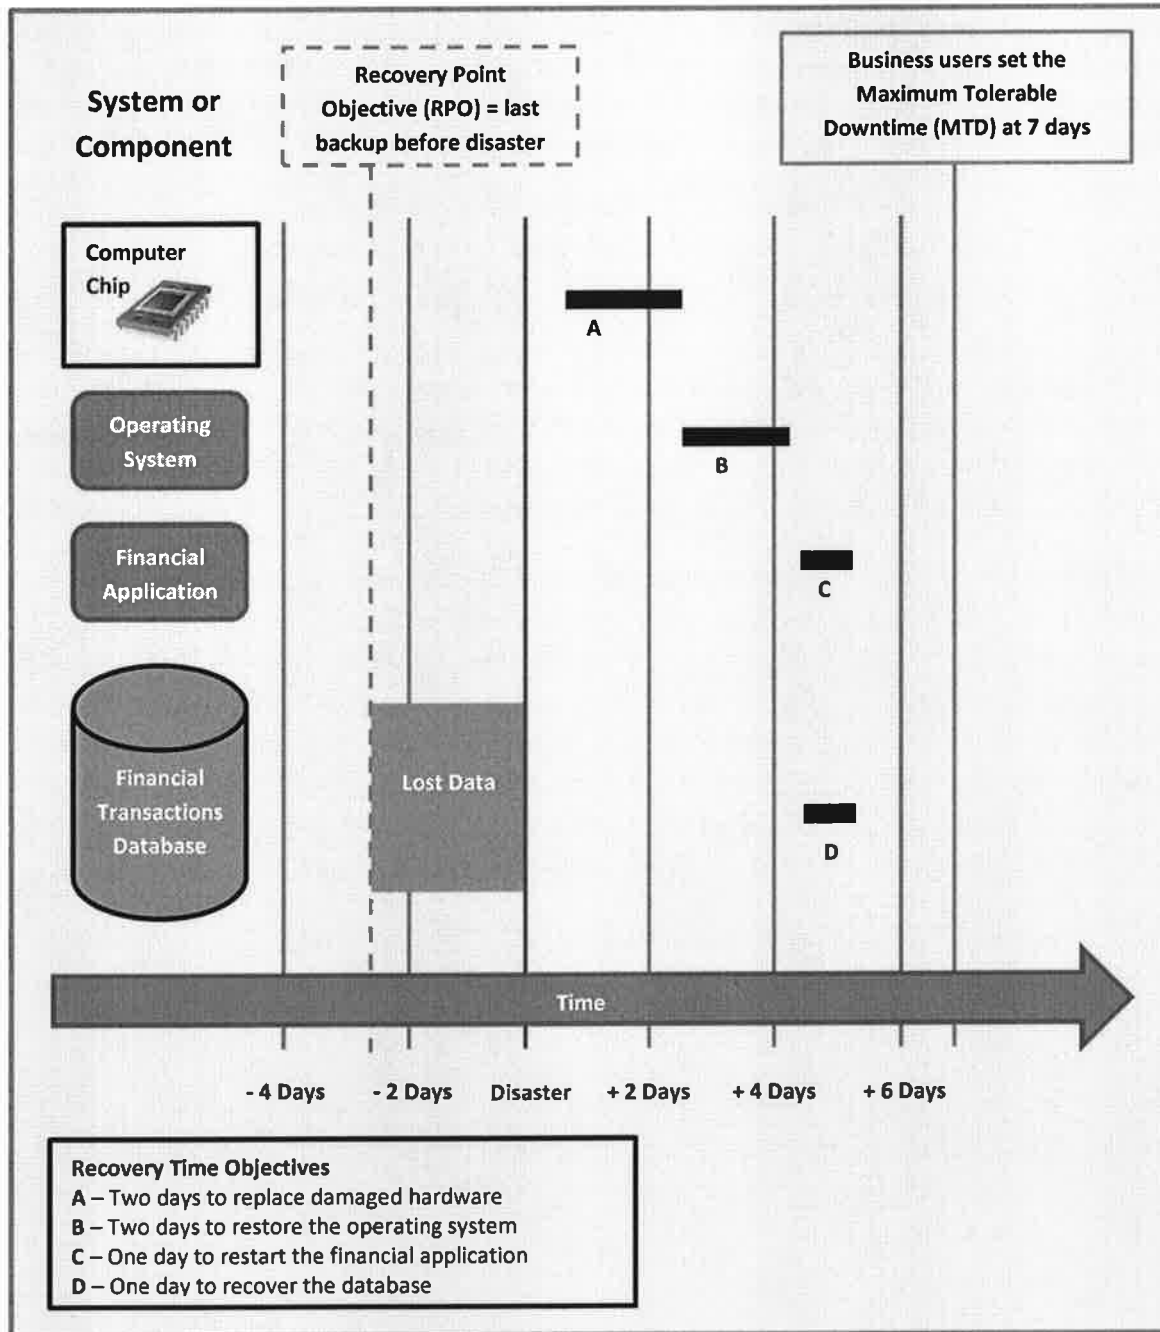 System or
Component
Recovery Point
Objective (RPO) = last
backup before disaster
Business users set the
Maximum Tolerable
Downtime (MTD) at 7 days
Computer
Chip
A
Operating
System
B
Financial
Application
C
Financial
Transactions
Database
Lost Data
D
Time
- 4 Days
- 2 Days
Disaster
+ 2 Days
+ 4 Days
+ 6 Days
Recovery Time Objectives
A – Two days to replace damaged hardware
B – Two days to restore the operating system
C – One day to restart the financial application
D – One day to recover the database